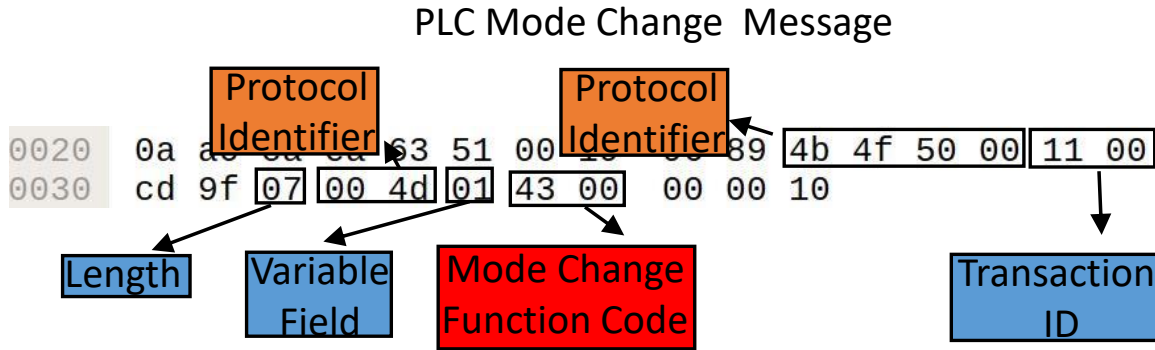 PLC Mode Change Message
Protocol
Identifier
Protocol
Identifier
0020 0a 63 51 00 89 4b 4f 50 00 11 00
0030 cd 9f 07 00 4d 01 43 00 00 00 10
Length
Variable
Field
Mode Change
Function Code
Transaction
ID